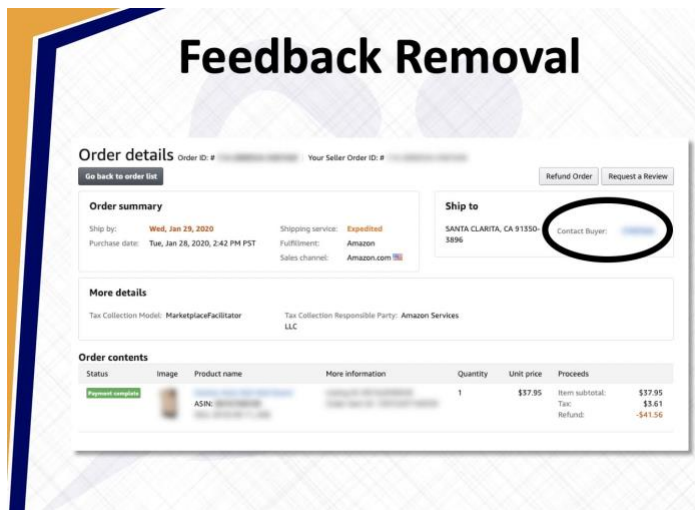 Feedback Removal
Order details Order ID: # Your Seller Order ID: #
Go back to order list
Refund Order Request a Review
Order summary
Ship by: Wed, Jan 29, 2020 Shipping service: Expedited
Purchase date: Tue, Jan 28, 2020, 2:42 PM PST Fulfillment: Amazon
Sales channel: Amazon.com
Ship to
SANTA CLARITA, CA 91350-
3896
Contact Buyer:
More details
Tax Collection Model: MarketplaceFacilitator Tax Collection Responsible Party: Amazon Services
LLC
Order contents
Status Image Product name More information Quantity Unit price Proceeds
Payment complete 1 $37.95 Item subtotal: $37.95
ASIN: Tax: $3.61
Refund: -$41.56